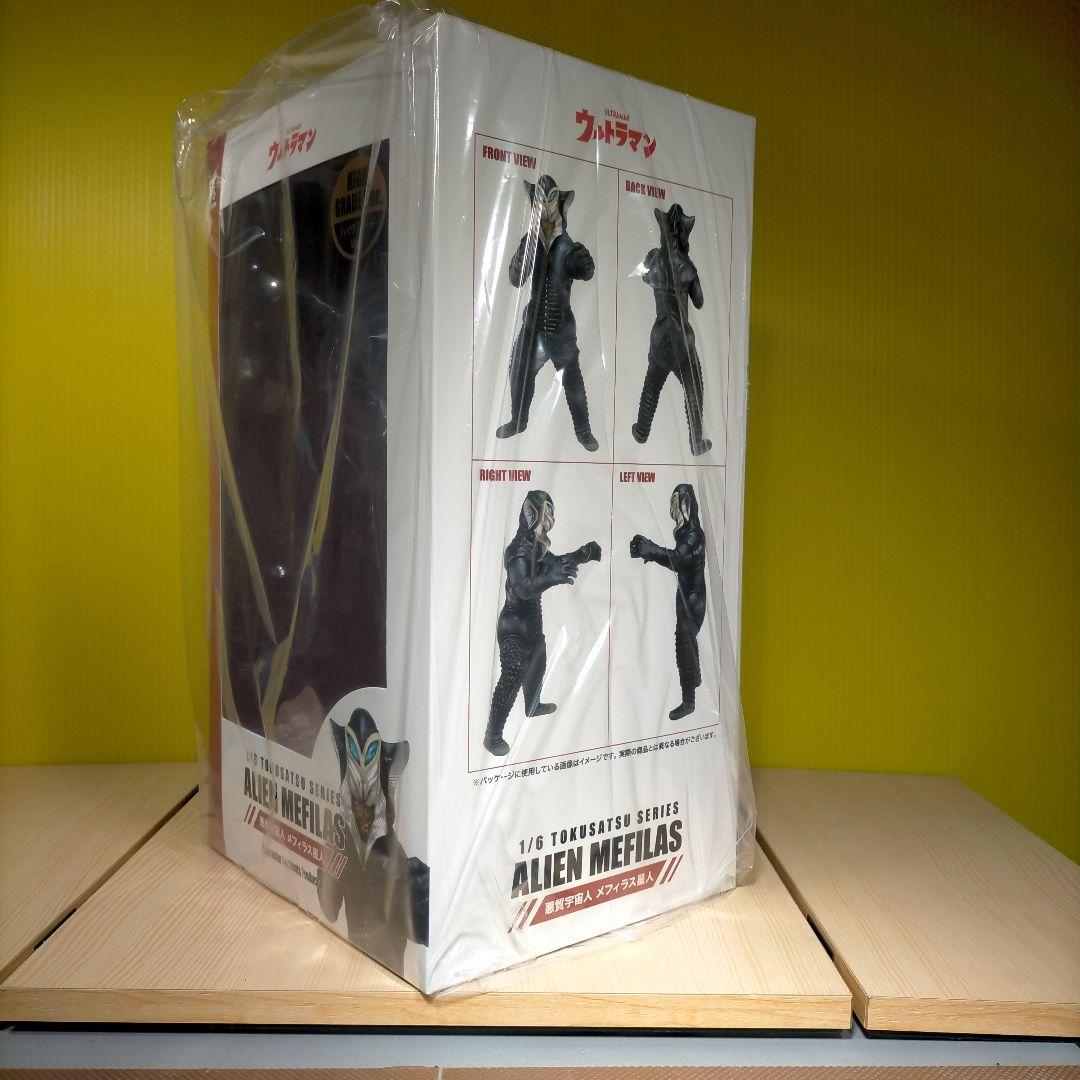 ウルトラマン
HIGH
GRADE Ver.
1/6 TOKUSATSU SERIES
ALIEN MEFILAS
悪質宇宙人 メフィラス星人
ULTRAMAN
ウルトラマン
FRONT VIEW
BACK VIEW
RIGHT VIEW
LEFT VIEW
※パッケージに使用している画像はイメージです。実際の商品とは異なる場合がございます。
1/6 TOKUSATSU SERIES
ALIEN MEFILAS
悪質宇宙人 メフィラス星人